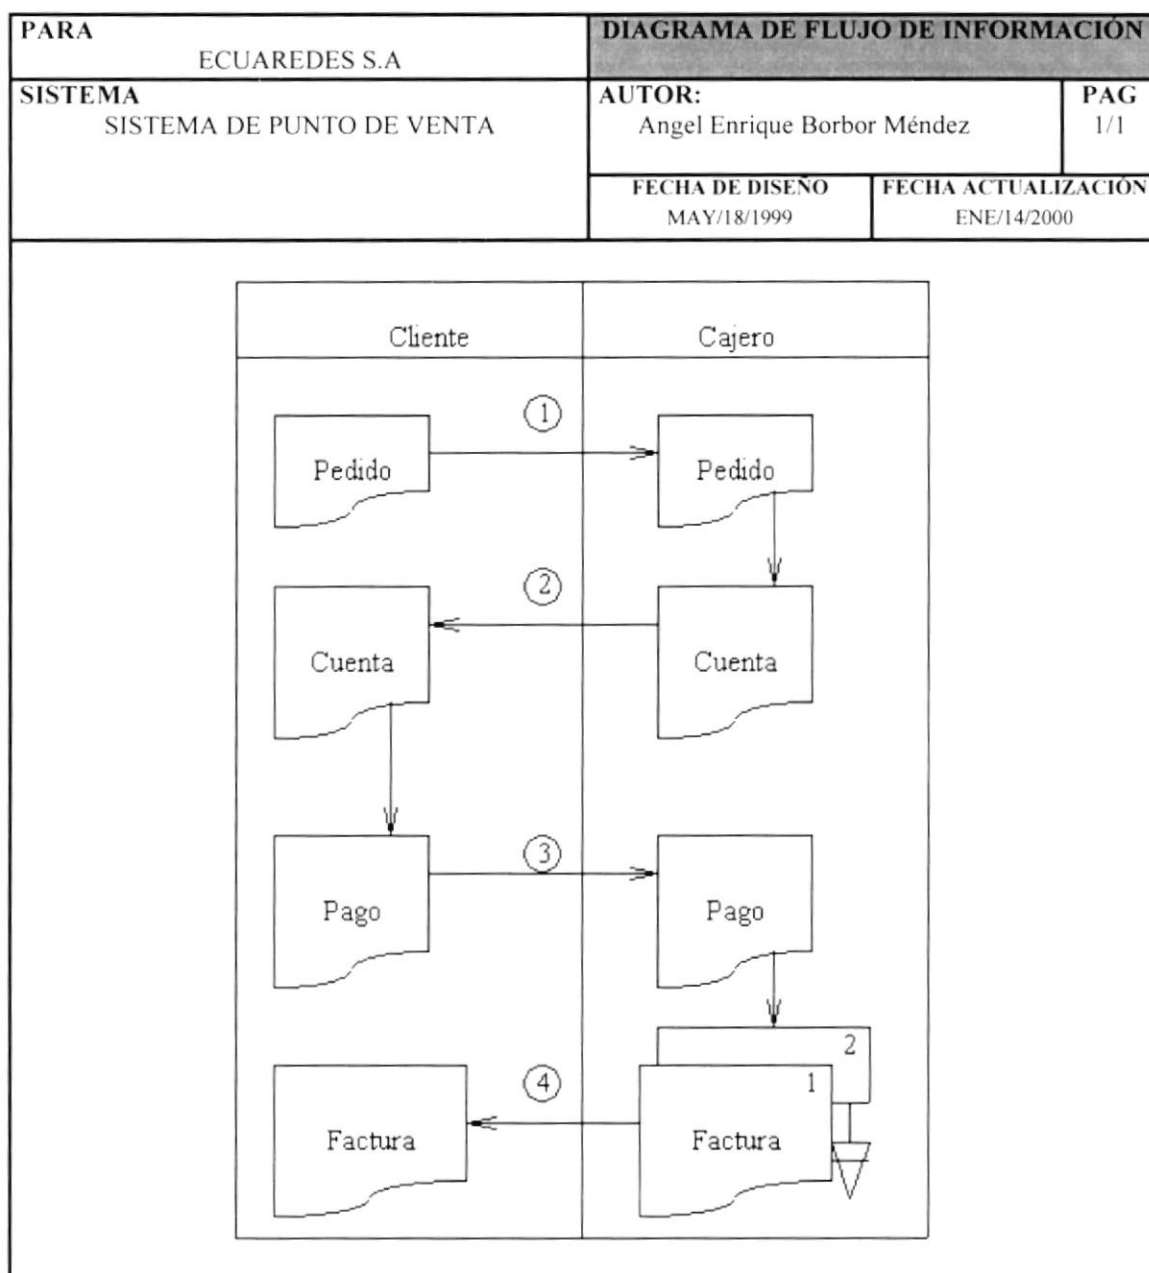 PARA
ECUAREDES S.A
DIAGRAMA DE FLUJO DE INFORMACIÓN
SISTEMA
SISTEMA DE PUNTO DE VENTA
AUTOR:
Angel Enrique Borbor Méndez
PAG
1/1
FECHA DE DISEÑO
MAY/18/1999
FECHA ACTUALIZACIÓN
ENE/14/2000
Cliente
Cajero
1
Pedido
Pedido
2
Cuenta
Cuenta
3
Pago
Pago
2
4
1
Factura
Factura